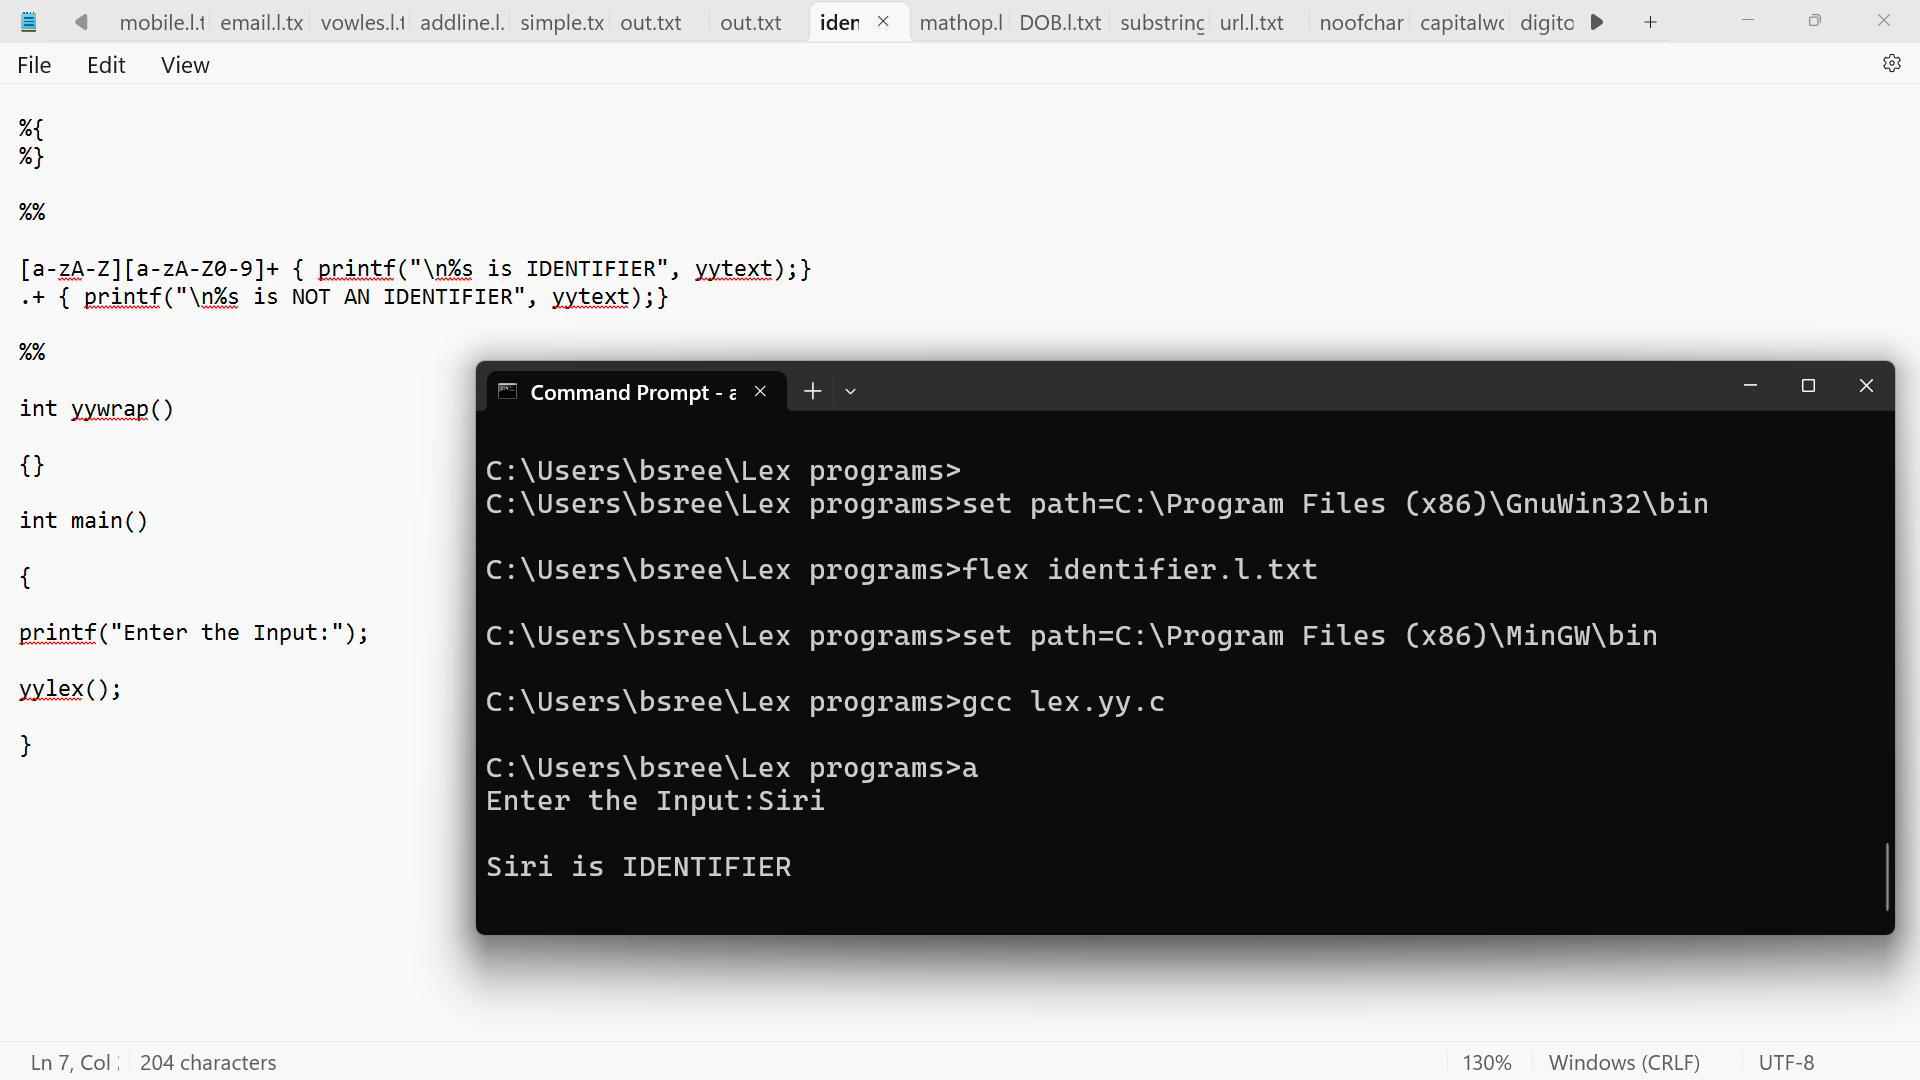 mobile.l.t email.l.tx vowles.l.t addline.l. simple.tx out.txt out.txt iden mathop.l DOB.l.txt substring url.l.txt noofchar capitalwo digito
File Edit View
%{
%}
%%
[a-zA-Z][a-zA-Z0-9]+ { printf("\n%s is IDENTIFIER", yytext);}
.+ { printf("\n%s is NOT AN IDENTIFIER", yytext);}
%%
int yywrap()
{}
int main()
{
printf("Enter the Input:");
yylex();
}
Command Prompt - a
C:\Users\bsree\Lex programs>
C:\Users\bsree\Lex programs>set path=C:\Program Files (x86)\GnuWin32\bin
C:\Users\bsree\Lex programs>flex identifier.l.txt
C:\Users\bsree\Lex programs>set path=C:\Program Files (x86)\MinGW\bin
C:\Users\bsree\Lex programs>gcc lex.yy.c
C:\Users\bsree\Lex programs>a
Enter the Input:Siri
Siri is IDENTIFIER
Ln 7, Col 204 characters 130% Windows (CRLF) UTF-8